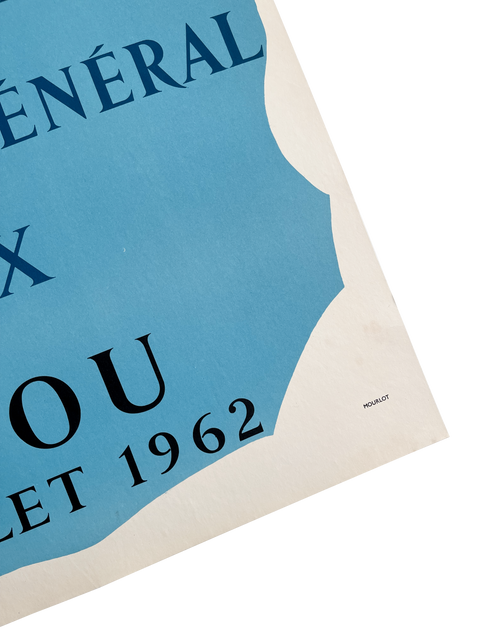 ÉNÉRAL
X
OU
LET 1962
MOURLOT